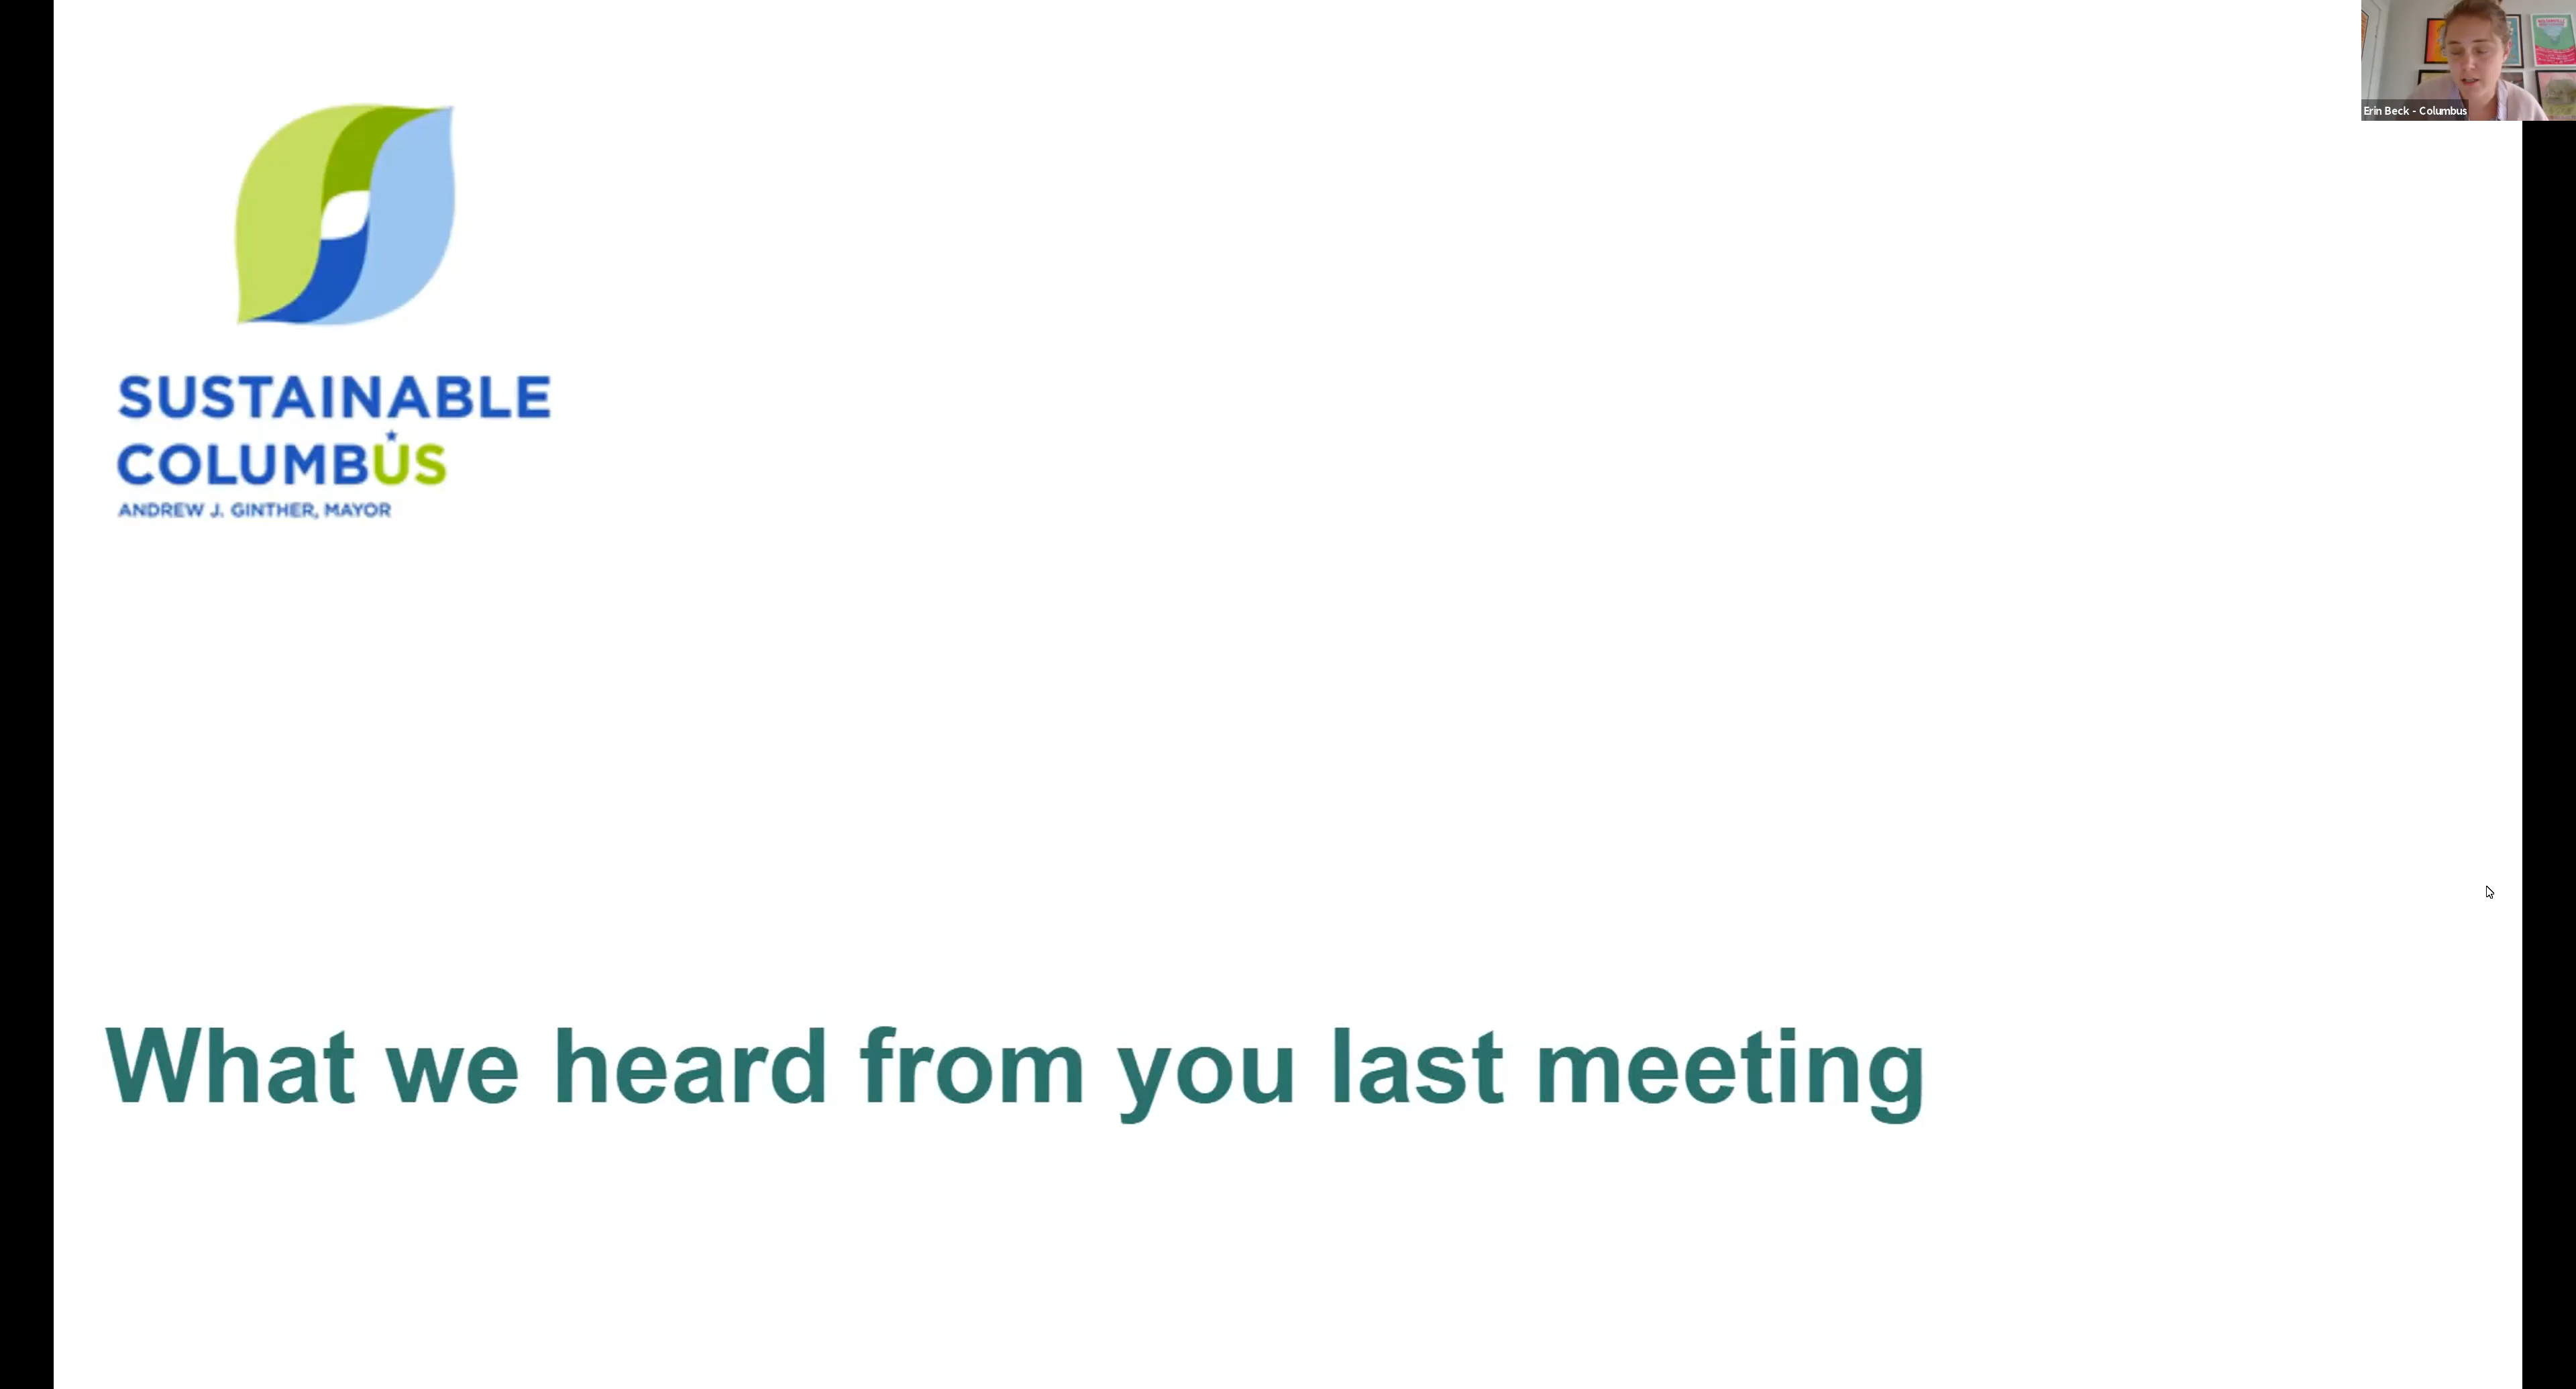 Erin Beck - Columbus
SUSTAINABLE
COLUMBUS
ANDREW J. GINTHER, MAYOR
What we heard from you last meeting